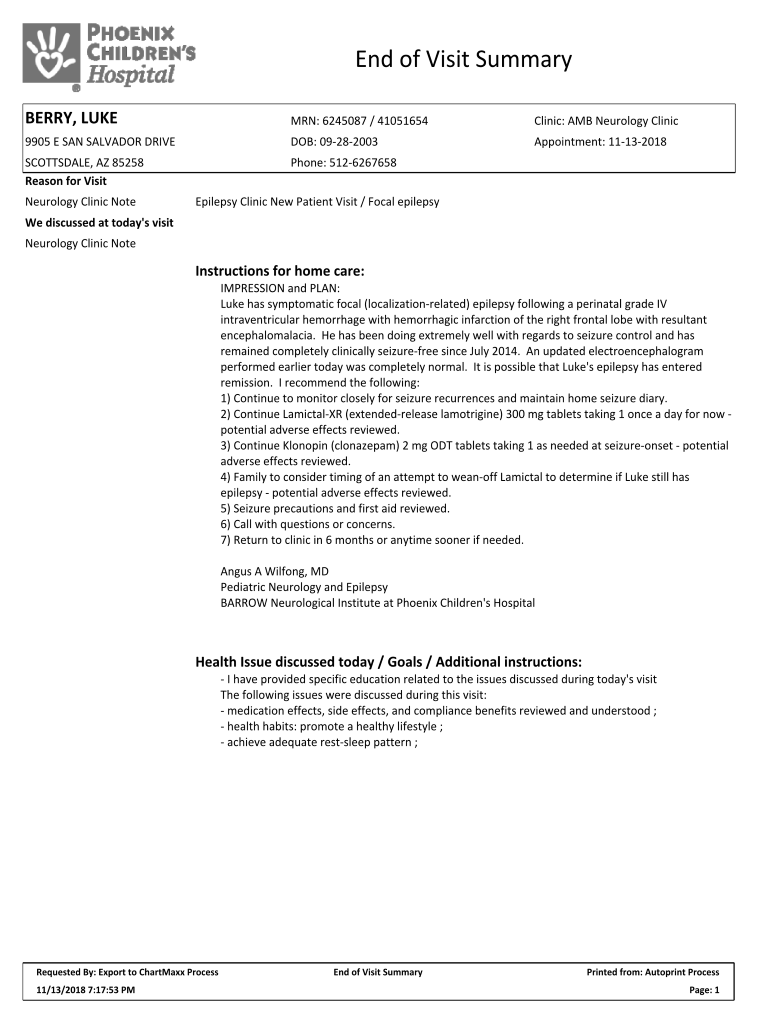 PHOENIX
CHILDREN'S
Hospital
®
End of Visit Summary
BERRY, LUKE
MRN: 6245087 / 41051654
Clinic: AMB Neurology Clinic
9905 E SAN SALVADOR DRIVE
DOB: 09-28-2003
Appointment: 11-13-2018
SCOTTSDALE, AZ 85258
Phone: 512-6267658
Reason for Visit
Neurology Clinic Note
Epilepsy Clinic New Patient Visit / Focal epilepsy
We discussed at today's visit
Neurology Clinic Note
Instructions for home care:
IMPRESSION and PLAN:
Luke has symptomatic focal (localization-related) epilepsy following a perinatal grade IV
intraventricular hemorrhage with hemorrhagic infarction of the right frontal lobe with resultant
encephalomalacia. He has been doing extremely well with regards to seizure control and has
remained completely clinically seizure-free since July 2014. An updated electroencephalogram
performed earlier today was completely normal. It is possible that Luke's epilepsy has entered
remission. I recommend the following:
1) Continue to monitor closely for seizure recurrences and maintain home seizure diary.
2) Continue Lamictal-XR (extended-release lamotrigine) 300 mg tablets taking 1 once a day for now -
potential adverse effects reviewed.
3) Continue Klonopin (clonazepam) 2 mg ODT tablets taking 1 as needed at seizure-onset - potential
adverse effects reviewed.
4) Family to consider timing of an attempt to wean-off Lamictal to determine if Luke still has
epilepsy - potential adverse effects reviewed.
5) Seizure precautions and first aid reviewed.
6) Call with questions or concerns.
7) Return to clinic in 6 months or anytime sooner if needed.
Angus A Wilfong, MD
Pediatric Neurology and Epilepsy
BARROW Neurological Institute at Phoenix Children's Hospital
Health Issue discussed today / Goals / Additional instructions:
- I have provided specific education related to the issues discussed during today's visit
The following issues were discussed during this visit:
- medication effects, side effects, and compliance benefits reviewed and understood ;
- health habits: promote a healthy lifestyle ;
- achieve adequate rest-sleep pattern ;
Requested By: Export to ChartMaxx Process
End of Visit Summary
Printed from: Autoprint Process
11/13/2018 7:17:53 PM
Page: 1